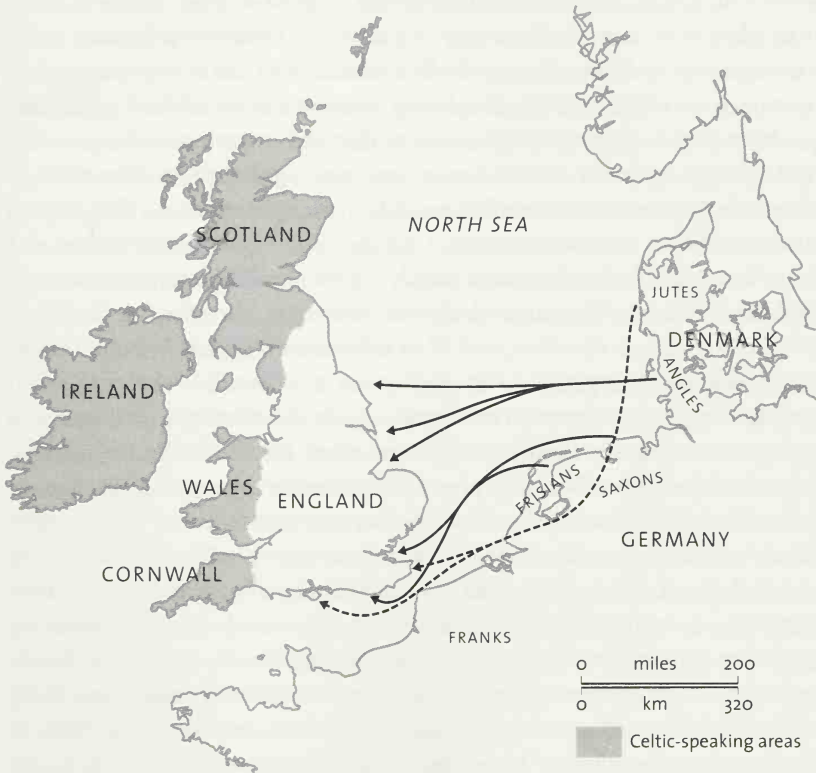 SCOTLAND
NORTH SEA
JUTES
DENMARK
ANGLES
IRELAND
WALES
ENGLAND
FRISIANS
SAXONS
GERMANY
CORNWALL
FRANKS
0 miles 200
0 km 320
Celtic-speaking areas